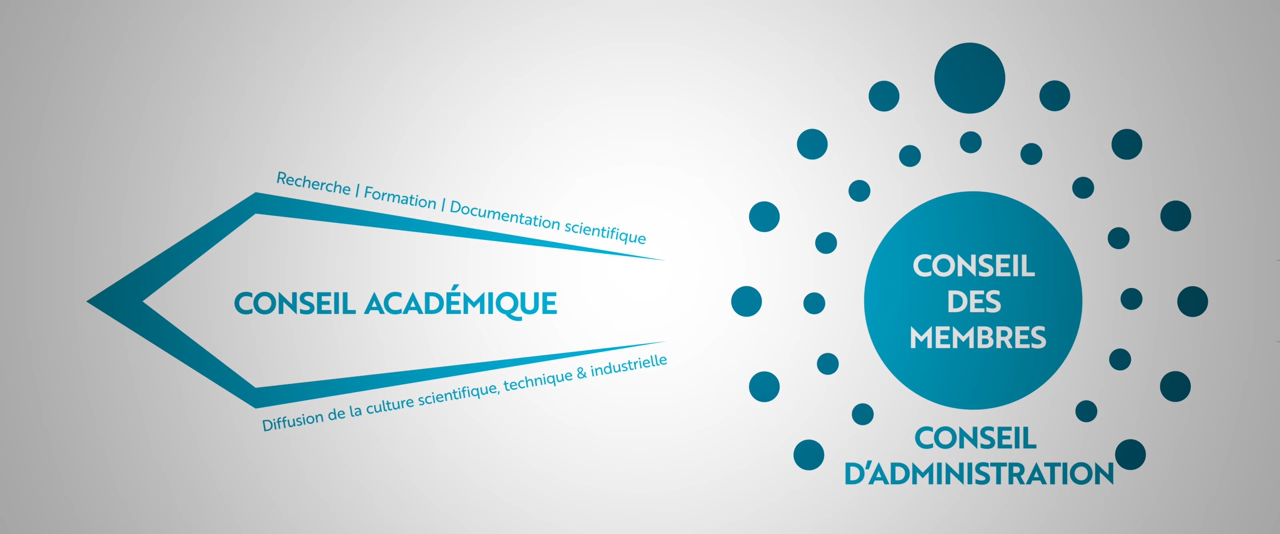 Recherche | Formation | Documentation scientifique
CONSEIL ACADÉMIQUE
Diffusion de la culture scientifique, technique & industrielle
CONSEIL
DES
MEMBRES
CONSEIL
D'ADMINISTRATION